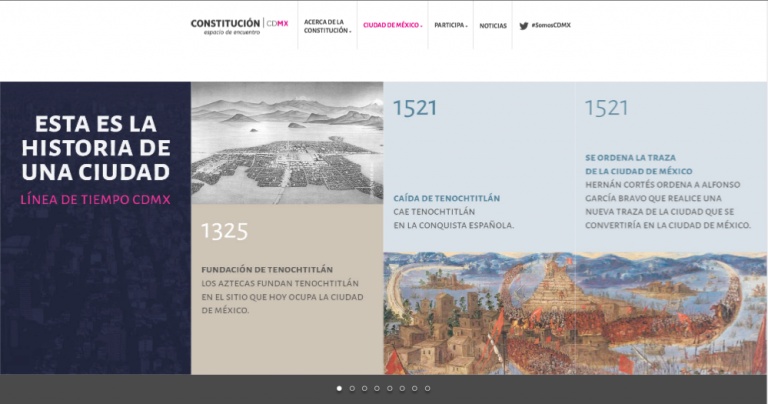 CONSTITUCIÓN | CDMX
espacio de encuentro
ACERCA DE LA
CONSTITUCIÓN
CIUDAD DE MÉXICO
PARTICIPA
NOTICIAS
#SomosCDMX
ESTA ES LA
HISTORIA DE
UNA CIUDAD
LÍNEA DE TIEMPO CDMX
1325
FUNDACIÓN DE TENOCHTITLÁN
LOS AZTECAS FUNDAN TENOCHTITLÁN
EN EL SITIO QUE HOY OCUPA LA CIUDAD
DE MÉXICO.
1521
CAÍDA DE TENOCHTITLÁN
CAE TENOCHTITLÁN
EN LA CONQUISTA ESPAÑOLA.
1521
SE ORDENA LA TRAZA
DE LA CIUDAD DE MÉXICO
HERNÁN CORTÉS ORDENA A ALFONSO
GARCÍA BRAVO QUE REALICE UNA
NUEVA TRAZA DE LA CIUDAD QUE SE
CONVERTIRÍA EN LA CIUDAD DE MÉXICO.